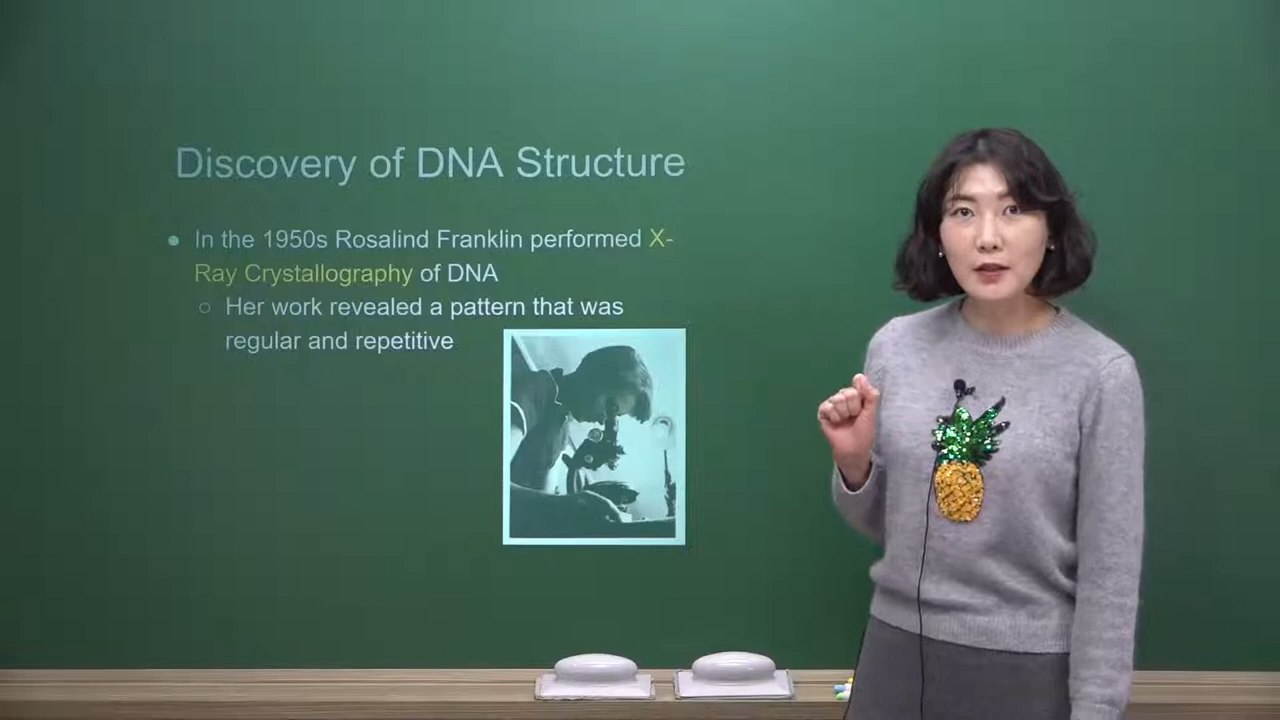 Discovery of DNA Structure
In the 1950s Rosalind Franklin performed X-
Ray Crystallography of DNA
Her work revealed a pattern that was
regular and repetitive